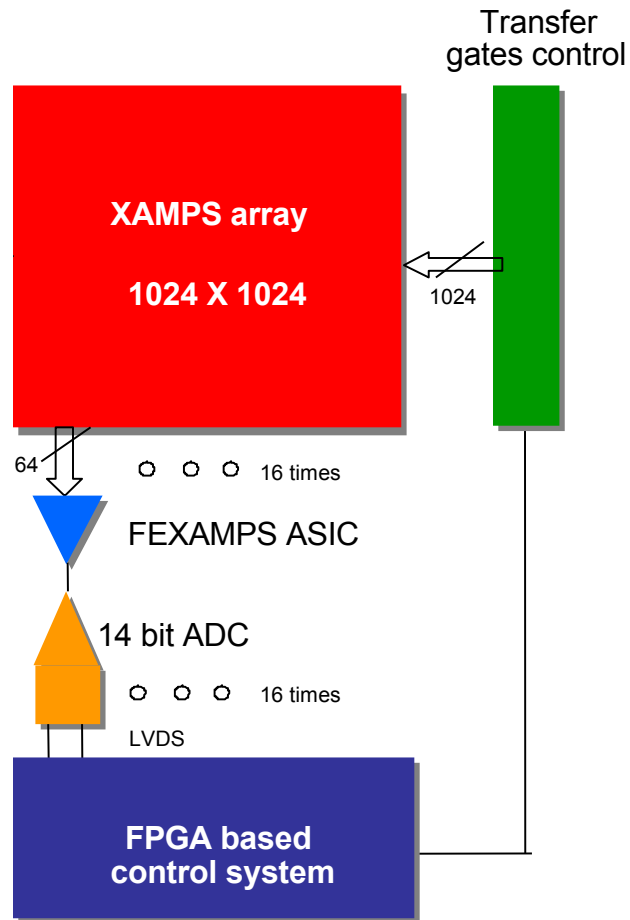 Transfer
gates control
XAMPS array
1024 X 1024
1024
64
16 times
FEXAMPS ASIC
14 bit ADC
16 times
LVDS
FPGA based
control system